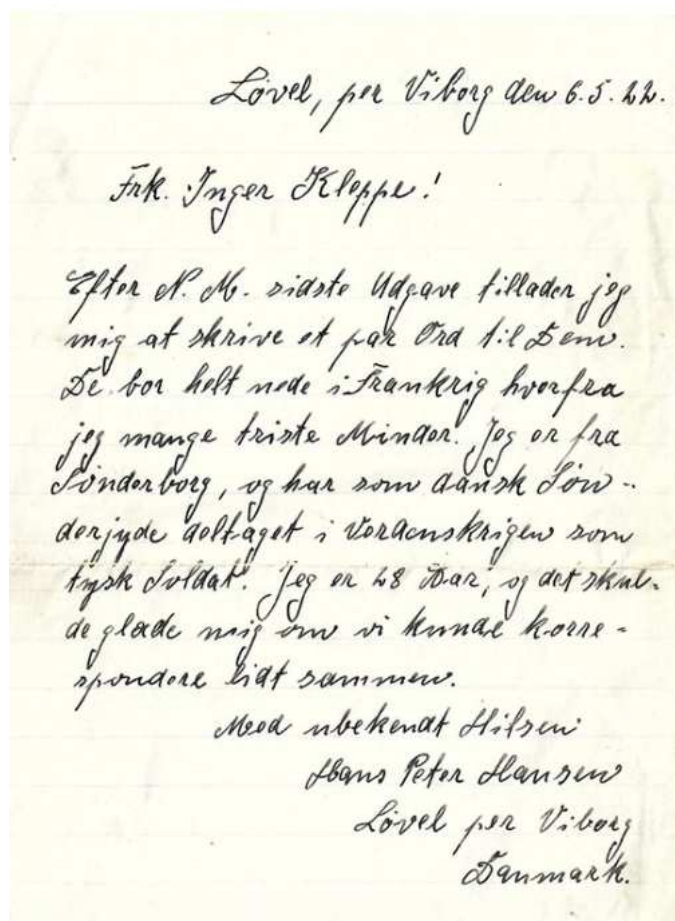 Løvel, per Viborg den 6.5.22.
Frk. Inger Kloppe!
Efter N. M. sidste Udgave tillader jeg
mig at skrive et par Ord til Dem.
De bor helt nede i Frankrig hvorfra
jeg mange triste Minder. Jeg er fra
Sønderborg, og har som dansk Søn-
derjyde deltaget i Verdenskrigen som
tysk Soldat. Jeg er 28 Aar, og det skul-
de glæde mig om vi kunde korre-
spondere lidt sammen.
Med ubekendt Hilsen
Hans Peter Hansen
Løvel per Viborg
Danmark.